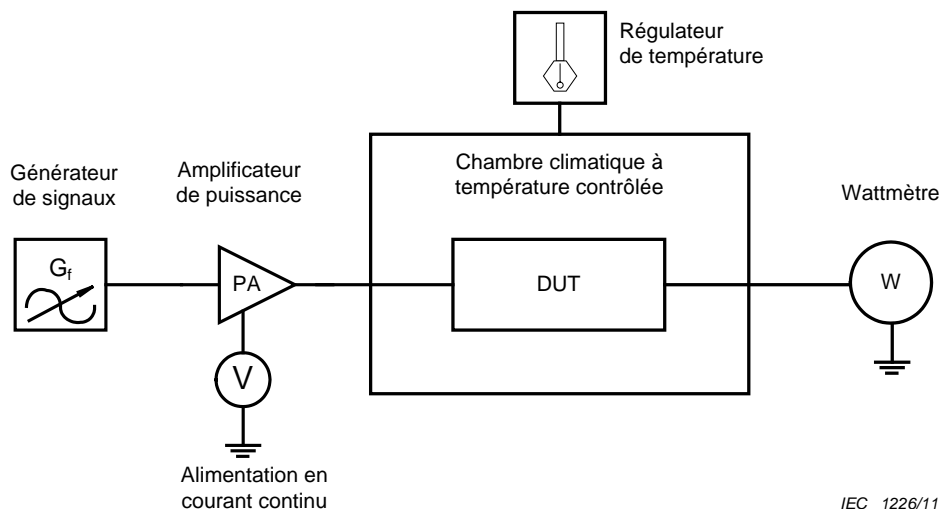 Régulateur
de température
Chambre climatique à
température contrôlée
Générateur
de signaux
Amplificateur
de puissance
Wattmètre
Gf
PA
DUT
W
V
Alimentation en
courant continu
IEC 1226/11